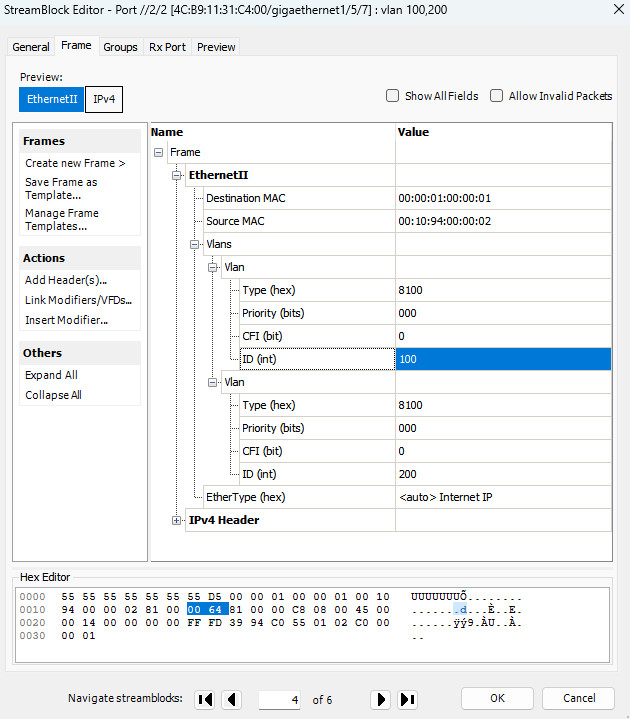 StreamBlock Editor - Port //2/2 [4C:B9:11:31:C4:00/gigaethernet1/5/7] : vlan 100,200
General Frame Groups Rx Port Preview
Preview:
EthernetII IPv4
Show All Fields Allow Invalid Packets
Frames
Create new Frame >
Save Frame as
Template...
Manage Frame
Templates...
Actions
Add Header(s)...
Link Modifiers/VFDs...
Insert Modifier...
Others
Expand All
Collapse All
Name Value
Frame
EthernetII
Destination MAC 00:00:01:00:00:01
Source MAC 00:10:94:00:00:02
Vlans
Vlan
Type (hex) 8100
Priority (bits) 000
CFI (bit) 0
ID (int) 100
Vlan
Type (hex) 8100
Priority (bits) 000
CFI (bit) 0
ID (int) 200
EtherType (hex) <auto> Internet IP
IPv4 Header
Hex Editor
0000 55 55 55 55 55 55 55 D5 00 00 01 00 00 01 00 10 UUUUUUUÕ........
0010 94 00 00 02 81 00 00 64 81 00 00 C8 08 00 45 00 .......d...È..E.
0020 00 14 00 00 00 00 FF FD 39 94 C0 55 01 02 C0 00 ......ÿý9.ÀU..À.
0030 00 01 ..
Navigate streamblocks: 4 of 6 OK Cancel